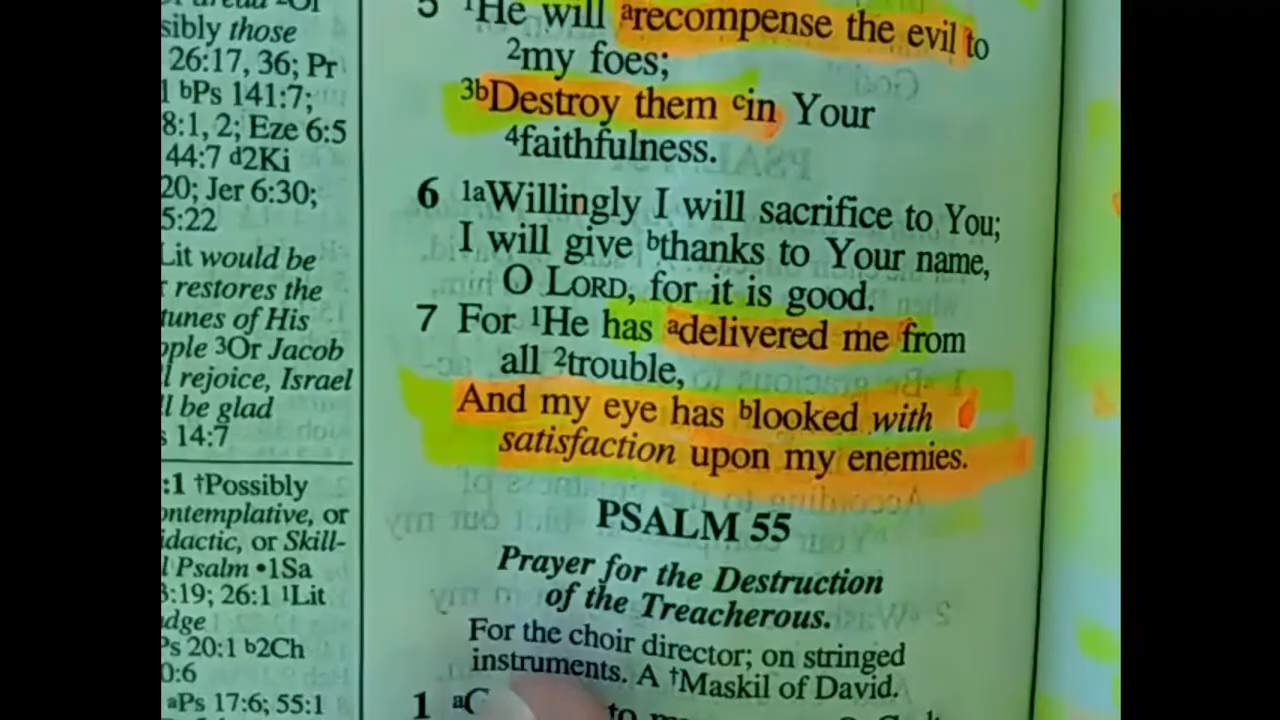 sibly those
26:17, 36; Pr
bPs 141:7;
8:1, 2; Eze 6:5
44:7 d2Ki
20; Jer 6:30;
5:22
Lit would be
restores the
tunes of His
ople 3Or Jacob
rejoice, Israel
be glad
14:7
:1 †Possibly
ontemplative, or
idactic, or Skill-
Psalm •1Sa
3:19; 26:1 1Lit
udge
Ps 20:1 b2Ch
0:6
aPs 17:6; 55:1
5 1He will arecompense the evil to
2my foes;
3bDestroy them cin Your
4faithfulness.
6 1aWillingly I will sacrifice to You;
I will give bthanks to Your name,
O LORD, for it is good.
7 For 1He has adelivered me from
all 2trouble,
And my eye has blooked with
satisfaction upon my enemies.
PSALM 55
Prayer for the Destruction
of the Treacherous.
For the choir director; on stringed
instruments. A †Maskil of David.
1